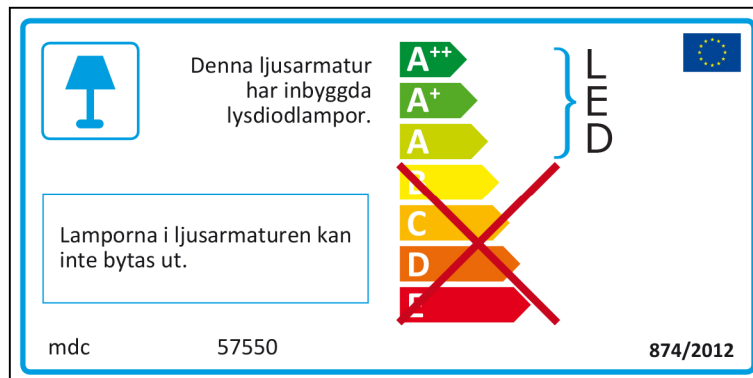 Denna ljusarmatur
har inbyggda
lysdiodlampor.
A++
A+
A
B
C
D
E
L
E
D
Lamporna i ljusarmaturen kan
inte bytas ut.
mdc 57550
874/2012